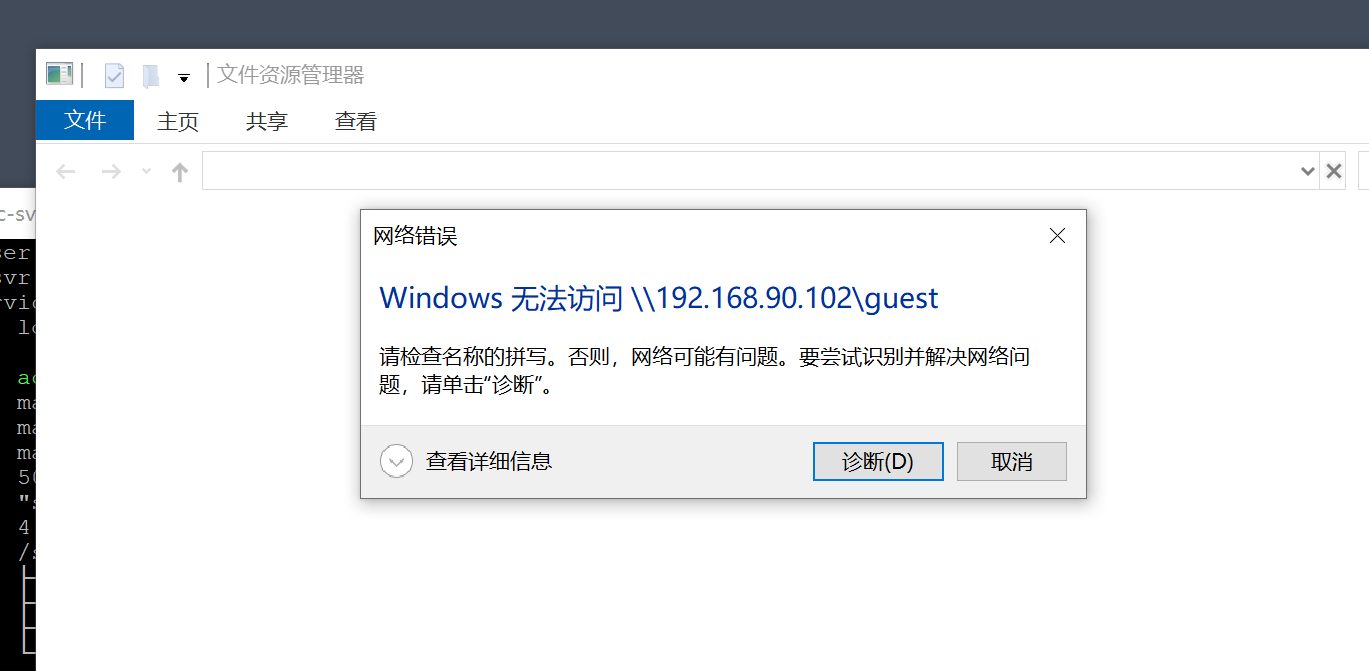 文件资源管理器
文件 主页 共享 查看
网络错误
Windows 无法访问 \\192.168.90.102\guest
请检查名称的拼写。否则，网络可能有问题。要尝试识别并解决网络问
题，请单击“诊断”。
查看详细信息 诊断(D) 取消
c-sv
ser
svr
rvic
lo
ac
ma
ma
ma
50
"s
4
/s